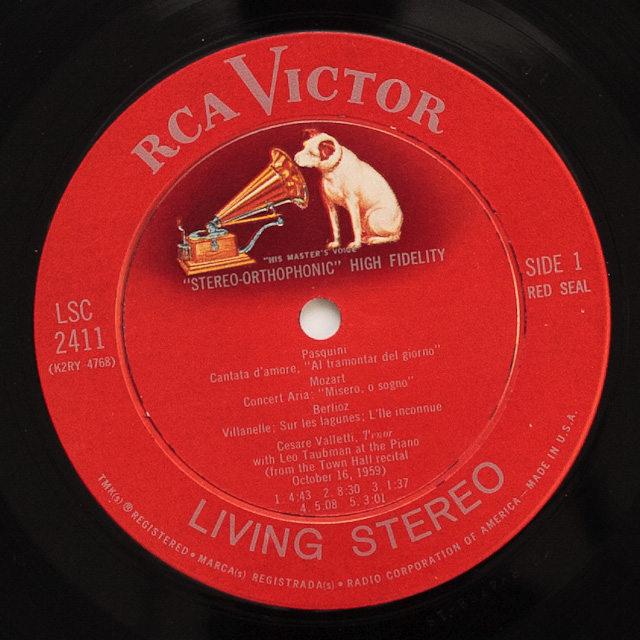 RCA VICTOR
"HIS MASTER'S VOICE"
"STEREO-ORTHOPHONIC" HIGH FIDELITY
SIDE 1
RED SEAL
LSC
2411
(K2RY 4768)
Pasquini
Cantata d'amore, "Al tramontar del giorno"
Mozart
Concert Aria: "Misero, o sogno"
Berlioz
Villanelle; Sur les lagunes; L'Ile inconnue
Cesare Valletti, Tenor
with Leo Taubman at the Piano
(from the Town Hall recital
October 16, 1959)
1. 4:43 2. 8:30 3. 1:37
4. 5:08 5. 3:01
LIVING STEREO
TMK(s) ® REGISTERED • MARCA(s) REGISTRADA(s) • RADIO CORPORATION OF AMERICA — MADE IN U.S.A.